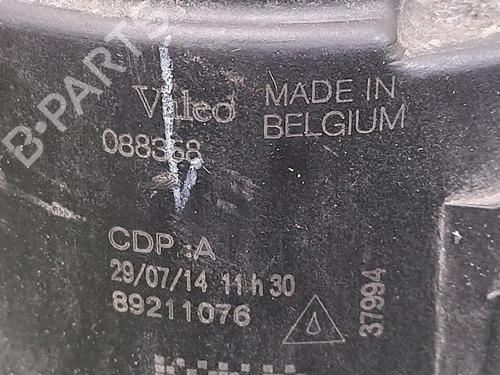 B-PARTS
Valeo
MADE IN
BELGIUM
088368
CDP :A
29/07/14 11 h 30
89211076
37994